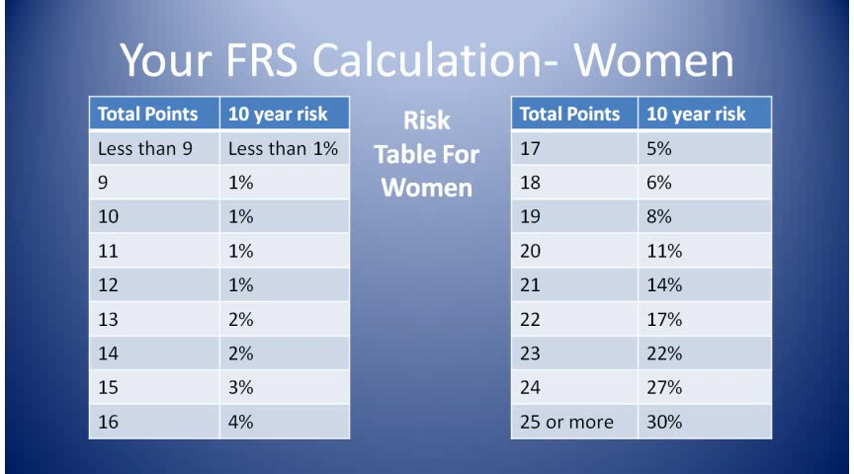 Your FRS Calculation- Women
Total Points 10 year risk
Less than 9 Less than 1%
9 1%
10 1%
11 1%
12 1%
13 2%
14 2%
15 3%
16 4%
Risk
Table For
Women
Total Points 10 year risk
17 5%
18 6%
19 8%
20 11%
21 14%
22 17%
23 22%
24 27%
25 or more 30%